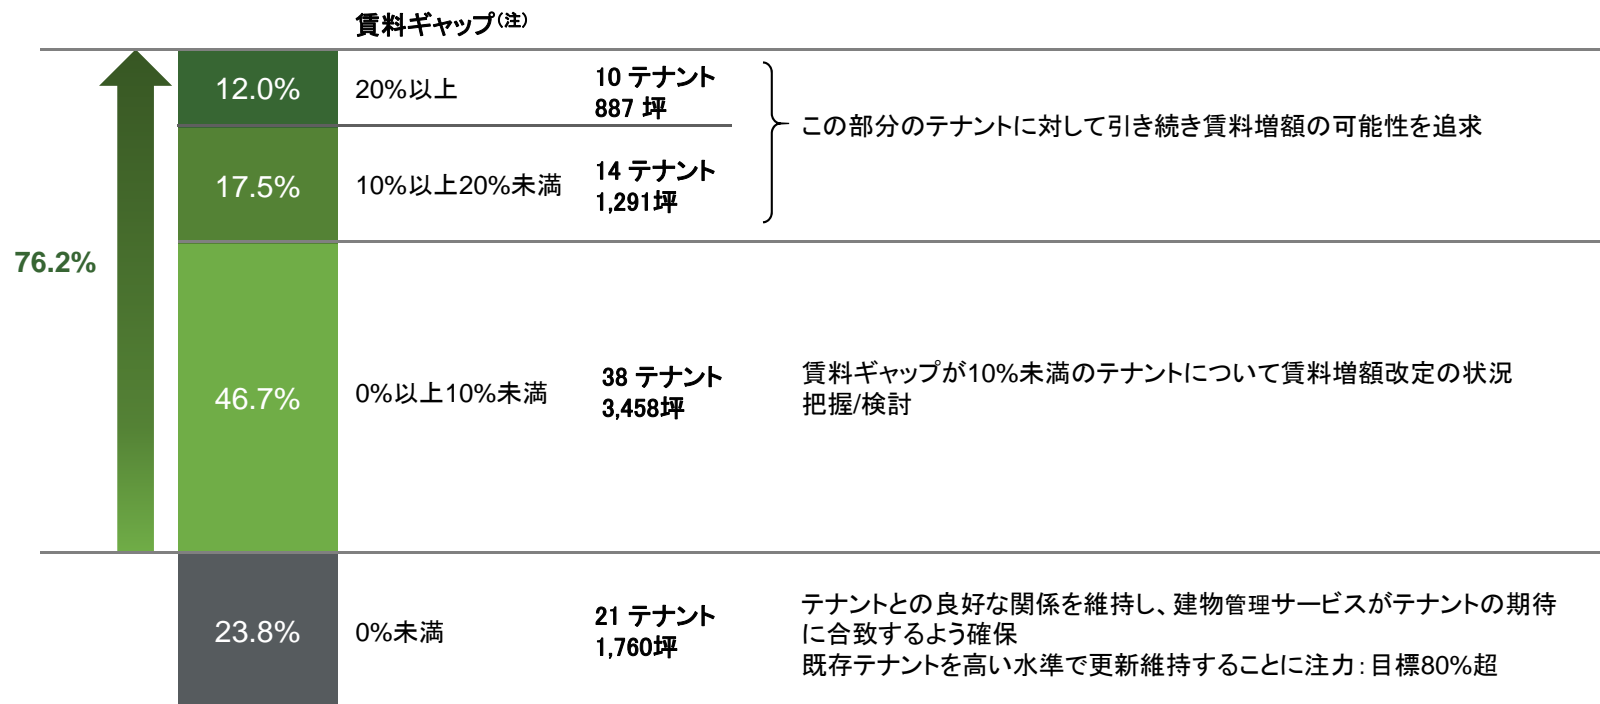 賃料ギャップ(注)
12.0%
20%以上
10 テナント
887 坪
この部分のテナントに対して引き続き賃料増額の可能性を追求
17.5%
10%以上20%未満
14 テナント
1,291坪
76.2%
46.7%
0%以上10%未満
38 テナント
3,458坪
賃料ギャップが10%未満のテナントについて賃料増額改定の状況
把握/検討
23.8%
0%未満
21 テナント
1,760坪
テナントとの良好な関係を維持し、建物管理サービスがテナントの期待
に合致するよう確保
既存テナントを高い水準で更新維持することに注力：目標80%超